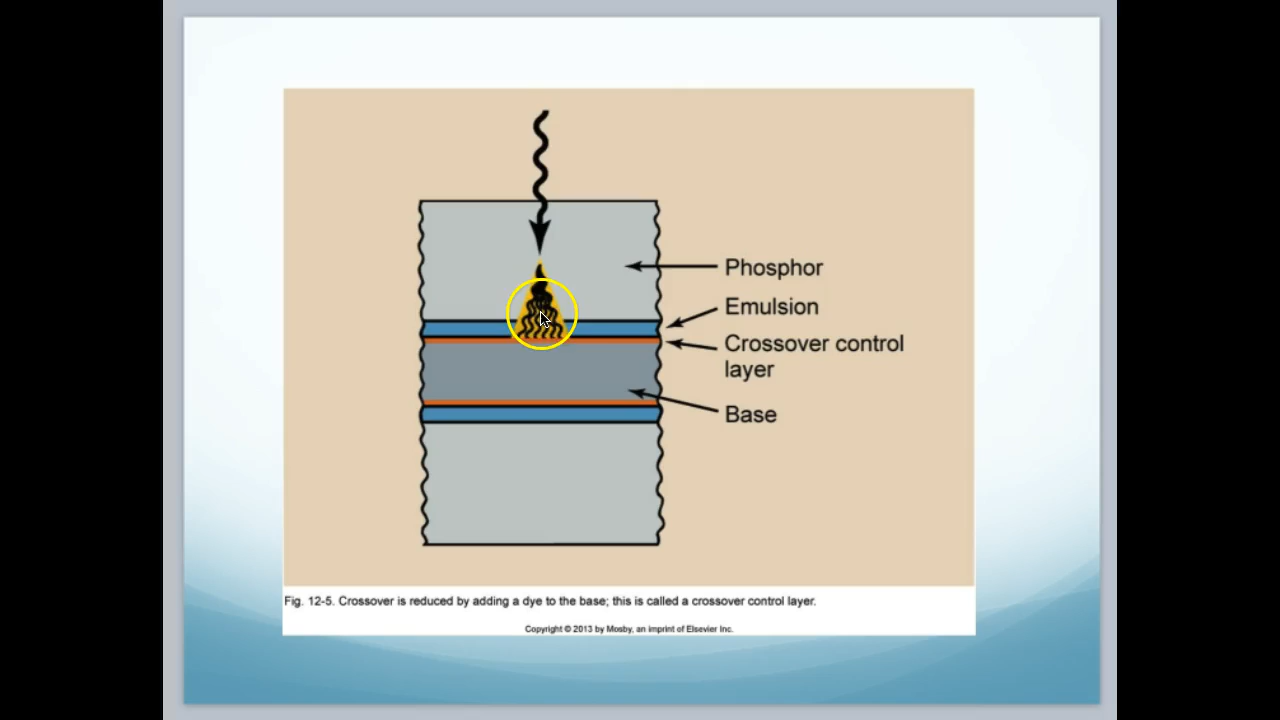 Phosphor
Emulsion
Crossover control
layer
Base
Fig. 12-5. Crossover is reduced by adding a dye to the base; this is called a crossover control layer.
Copyright © 2013 by Mosby, an imprint of Elsevier Inc.